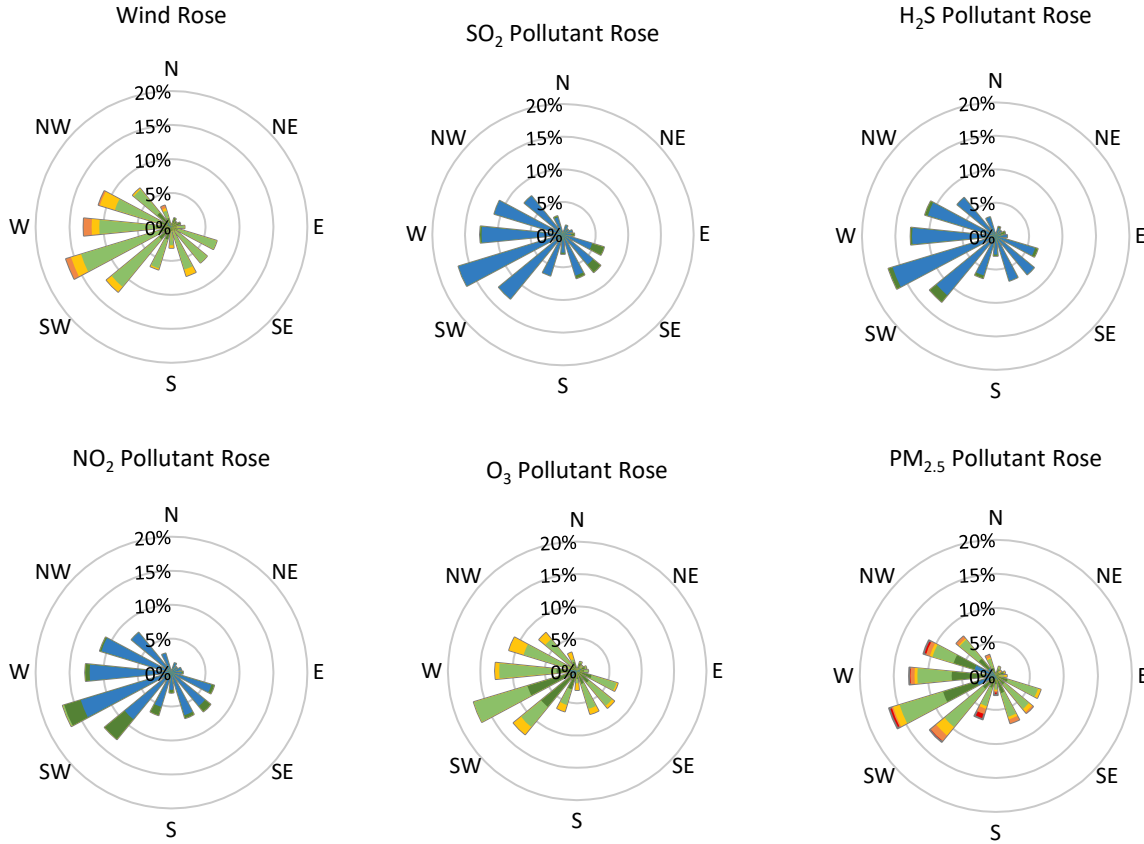 Wind Rose
N
20%
15%
10%
5%
0%
NW
NE
W
E
SW
SE
S
SO₂ Pollutant Rose
N
20%
15%
10%
5%
0%
NW
NE
W
E
SW
SE
S
H₂S Pollutant Rose
N
20%
15%
10%
5%
0%
NW
NE
W
E
SW
SE
S
NO₂ Pollutant Rose
N
20%
15%
10%
5%
0%
NW
NE
W
E
SW
SE
S
O₃ Pollutant Rose
N
20%
15%
10%
5%
0%
NW
NE
W
E
SW
SE
S
PM₂.₅ Pollutant Rose
N
20%
15%
10%
5%
0%
NW
NE
W
E
SW
SE
S